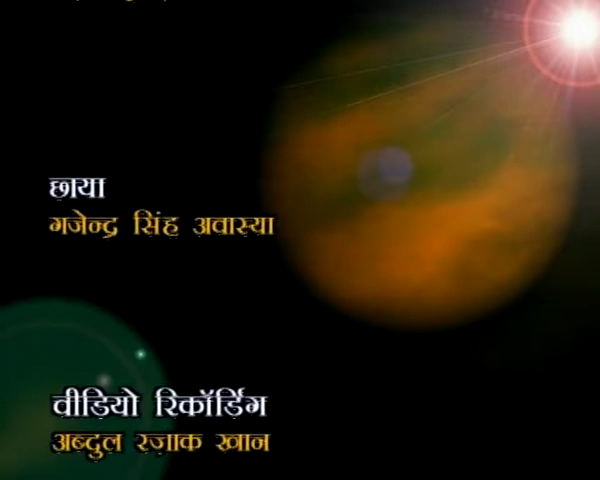 छाया
गजेन्द्र सिंह अवास्या
वीडियो रिकॉर्डिंग
अब्दुल रज़ाक खान